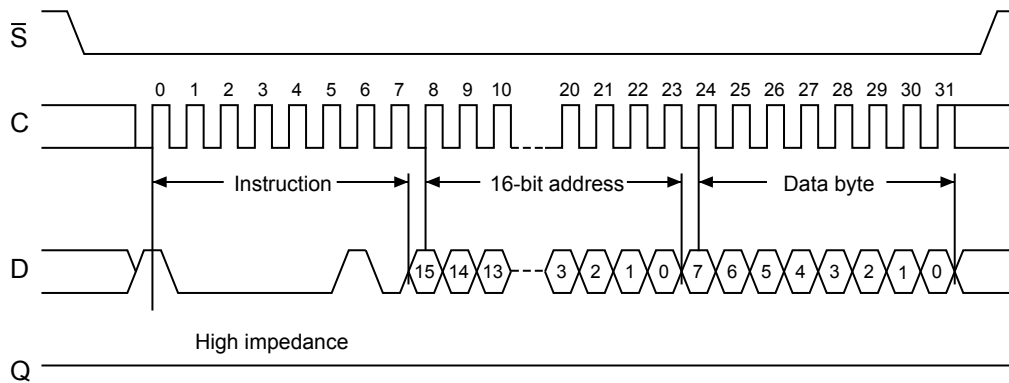 S̅
0 1 2 3 4 5 6 7 8 9 10 20 21 22 23 24 25 26 27 28 29 30 31
C
Instruction 16-bit address Data byte
D 15 14 13 3 2 1 0 7 6 5 4 3 2 1 0
High impedance
Q